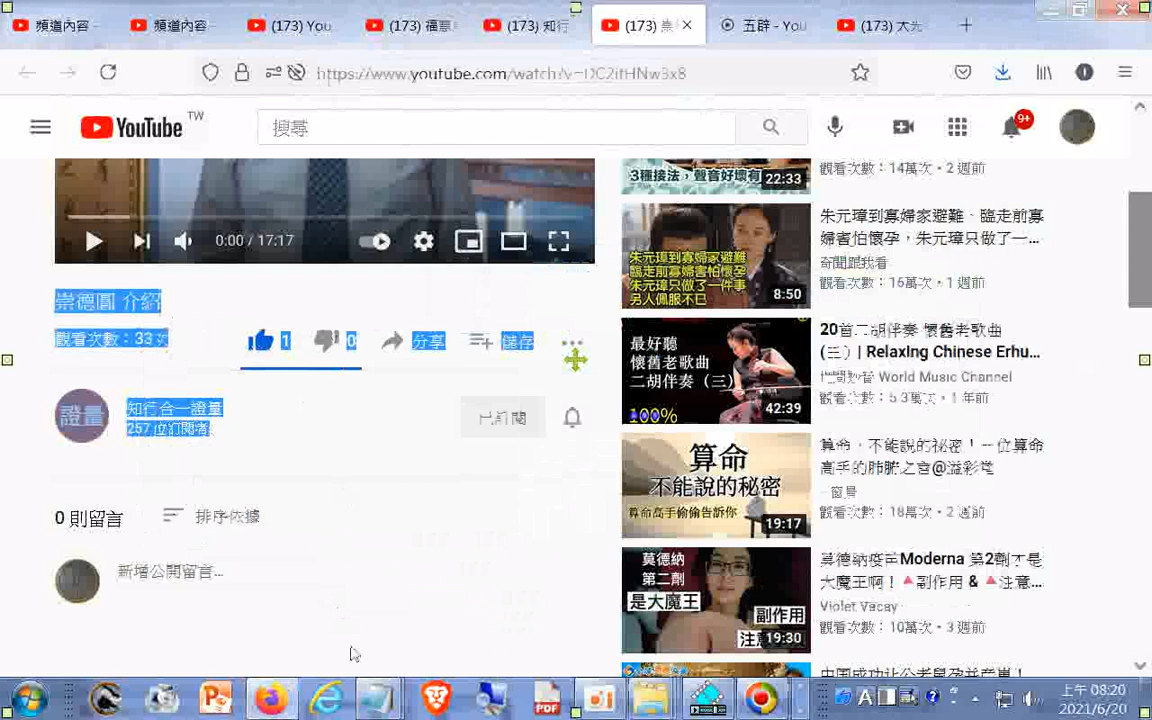 頻道內容
頻道內容
(173) You
(173) 福
(173) 知行
(173) 崇
五辭 - You
(173) 太
https://www.youtube.com/watch?v=DC2itHNw3x8
YouTube TW
搜尋
9+
0:00 / 17:17
崇德圓 介紹
觀看次數：33 次
1
0
分享
儲存
證量
知行合一證量
257 位訂閱者
已訂閱
0 則留言
排序依據
新增公開留言...
3種接法，聲音好壞有
22:33
觀看次數：14萬次・2 週前
朱元璋到寡婦家避難
臨走前寡婦害怕懷孕
朱元璋只做了一件事
另人佩服不已
8:50
朱元璋到寡婦家避難、臨走前寡
婦害怕懷孕，朱元璋只做了一...
奇聞跟我看
觀看次數：16萬次・1 週前
最好聽
懷舊老歌曲
二胡伴奏（三）
100%
42:39
20首二胡伴奏 懷舊老歌曲
(三）| Relaxing Chinese Erhu...
World Music Channel
觀看次數：5.3萬次・1 年前
算命
不能說的秘密
算命高手偷偷告訴你
19:17
算命，不能說的祕密！一位算命
高手的肺腑之言@溢彩堂
一窗景
觀看次數：18萬次・2 週前
莫德納
第二劑
是大魔王
副作用
注意
19:30
莫德納疫苗Moderna 第2劑才是
大魔王啊！🔺副作用 & 🔺注意...
Violet Vacay
觀看次數：10萬次・3 週前
PDF
上午 08:20
2021/6/20